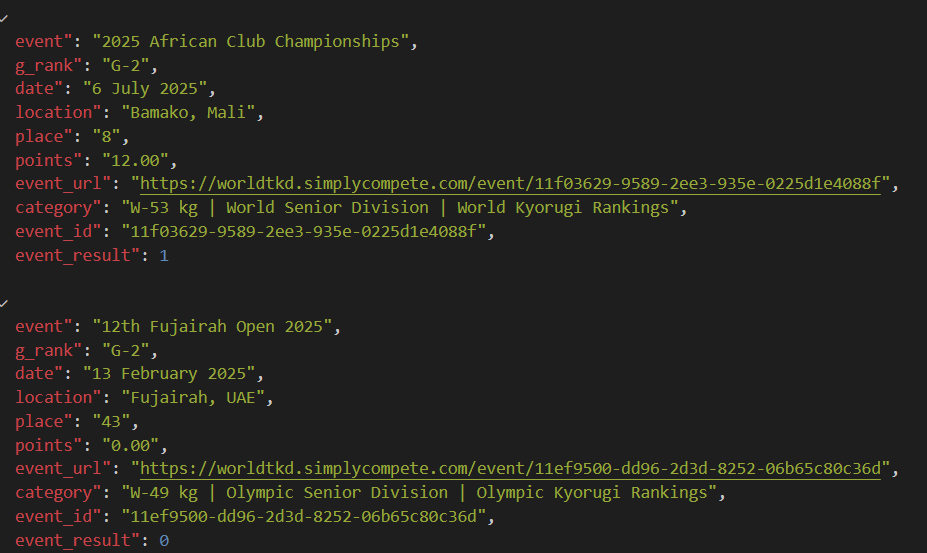 event": "2025 African Club Championships",
g_rank": "G-2",
date": "6 July 2025",
location": "Bamako, Mali",
place": "8",
points": "12.00",
event_url": "https://worldtkd.simplycompete.com/event/11f03629-9589-2ee3-935e-0225d1e4088f",
category": "W-53 kg | World Senior Division | World Kyorugi Rankings",
event_id": "11f03629-9589-2ee3-935e-0225d1e4088f",
event_result": 1
event": "12th Fujairah Open 2025",
g_rank": "G-2",
date": "13 February 2025",
location": "Fujairah, UAE",
place": "43",
points": "0.00",
event_url": "https://worldtkd.simplycompete.com/event/11ef9500-dd96-2d3d-8252-06b65c80c36d",
category": "W-49 kg | Olympic Senior Division | Olympic Kyorugi Rankings",
event_id": "11ef9500-dd96-2d3d-8252-06b65c80c36d",
event_result": 0